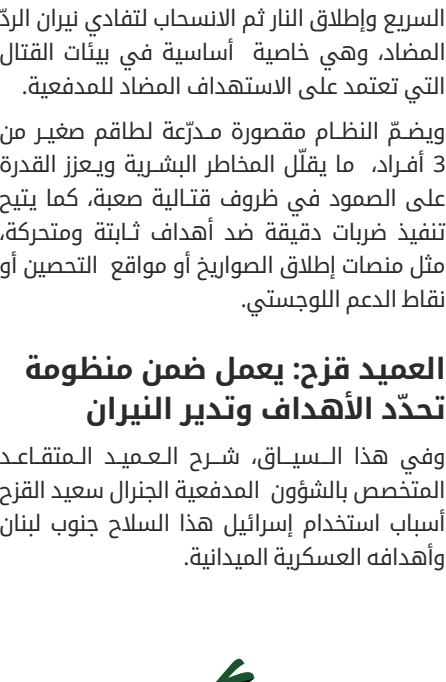 السريع وإطلاق النار ثم الانسحاب لتفادي نيران الردّ
المضاد، وهي خاصية أساسية في بيئات القتال
التي تعتمد على الاستهداف المضاد للمدفعية.
ويضمّ النظام مقصورة مدرّعة لطاقم صغير من
3 أفراد، ما يقلّل المخاطر البشرية ويعزز القدرة
على الصمود في ظروف قتالية صعبة، كما يتيح
تنفيذ ضربات دقيقة ضد أهداف ثابتة ومتحركة،
مثل منصات إطلاق الصواريخ أو مواقع التحصين أو
نقاط الدعم اللوجستي.
العميد قزح: يعمل ضمن منظومة
تحدّد الأهداف وتدير النيران
وفي هذا السياق، شرح العميد المتقاعد
المتخصص بالشؤون المدفعية الجنرال سعيد القزح
أسباب استخدام إسرائيل هذا السلاح جنوب لبنان
وأهدافه العسكرية الميدانية.